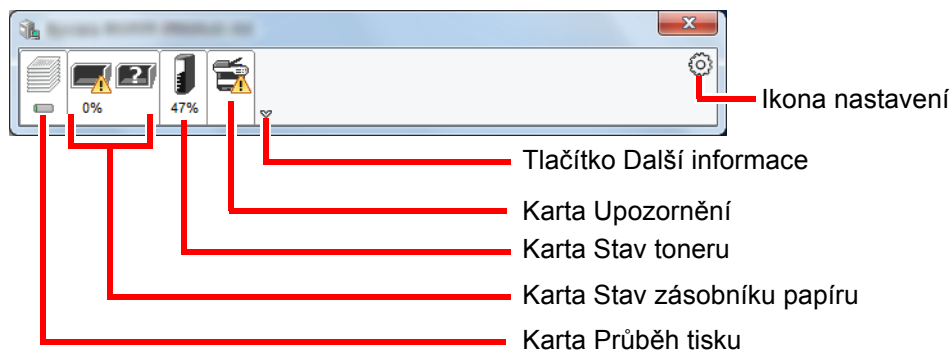 0%
47%
Ikona nastavení
Tlačítko Další informace
Karta Upozornění
Karta Stav toneru
Karta Stav zásobníku papíru
Karta Průběh tisku